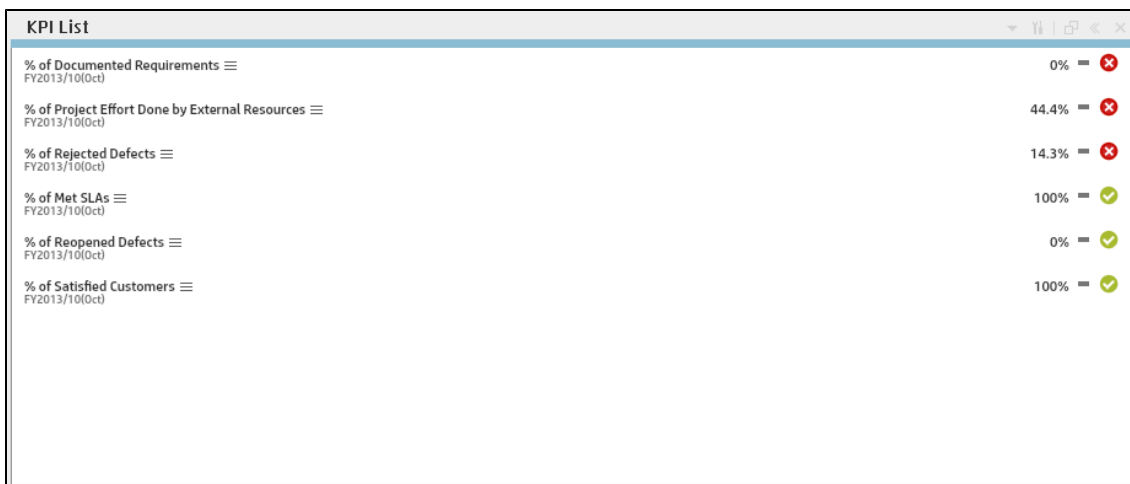 KPI List
% of Documented Requirements
0%
FY2013/10(Oct)
% of Project Effort Done by External Resources
44.4%
FY2013/10(Oct)
% of Rejected Defects
14.3%
FY2013/10(Oct)
% of Met SLAs
100%
FY2013/10(Oct)
% of Reopened Defects
0%
FY2013/10(Oct)
% of Satisfied Customers
100%
FY2013/10(Oct)